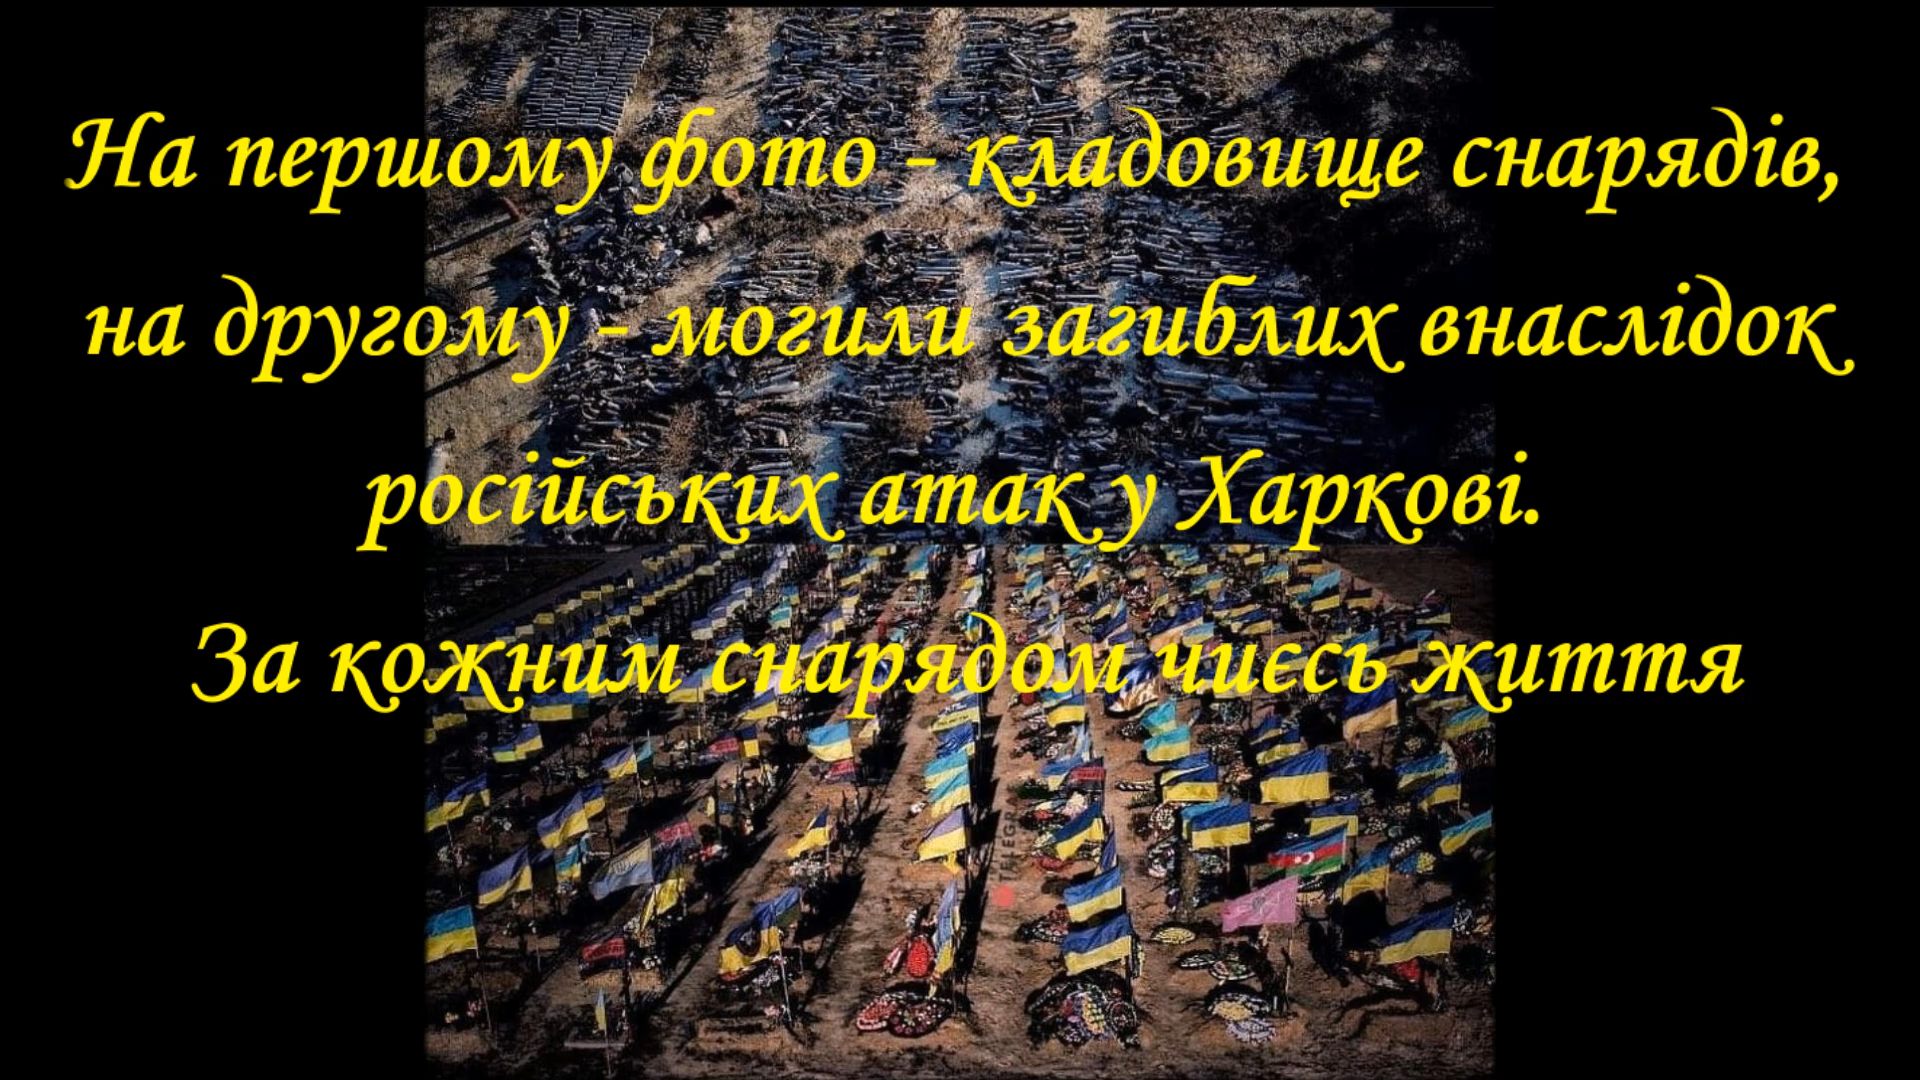 На першому фото - кладовище снарядів,
на другому - могили загиблих внаслідок
російських атак у Харкові.
За кожним снарядом чиєсь життя